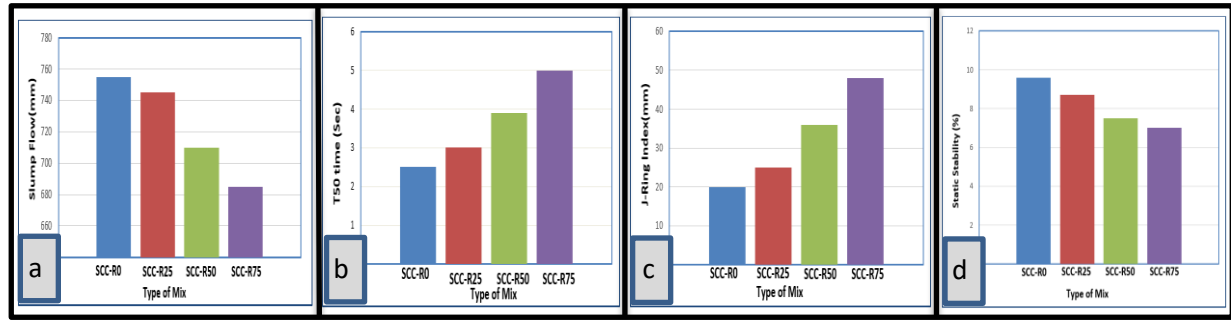 780
760
740
720
700
680
660
Slump Flow(mm)
SCC-R0 SCC-R25 SCC-R50 SCC-R75
Type of Mix
a
6
5
4
3
2
1
T50 time (Sec)
SCC-R0 SCC-R25 SCC-R50 SCC-R75
Type of Mix
b
60
50
40
30
20
10
J-Ring Index(mm)
SCC-R0 SCC-R25 SCC-R50 SCC-R75
Type of Mix
c
12
10
8
6
4
2
Static Stability (%)
SCC-R0 SCC-R25 SCC-R50 SCC-R75
Type of Mix
d